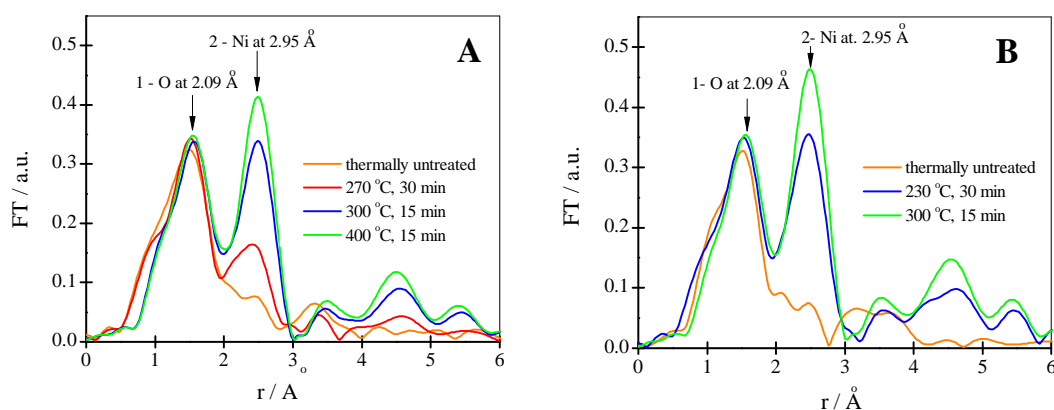 A
2 - Ni at 2.95 Å
1 - O at 2.09 Å
thermally untreated
270 °C, 30 min
300 °C, 15 min
400 °C, 15 min
FT / a.u.
0.5
0.4
0.3
0.2
0.1
0.0
0 1 2 3 4 5 6
r / A°
B
2- Ni at. 2.95 Å
1- O at 2.09 Å
thermally untreated
230 °C, 30 min
300 °C, 15 min
FT / a.u.
0.5
0.4
0.3
0.2
0.1
0.0
0 1 2 3 4 5 6
r / Å